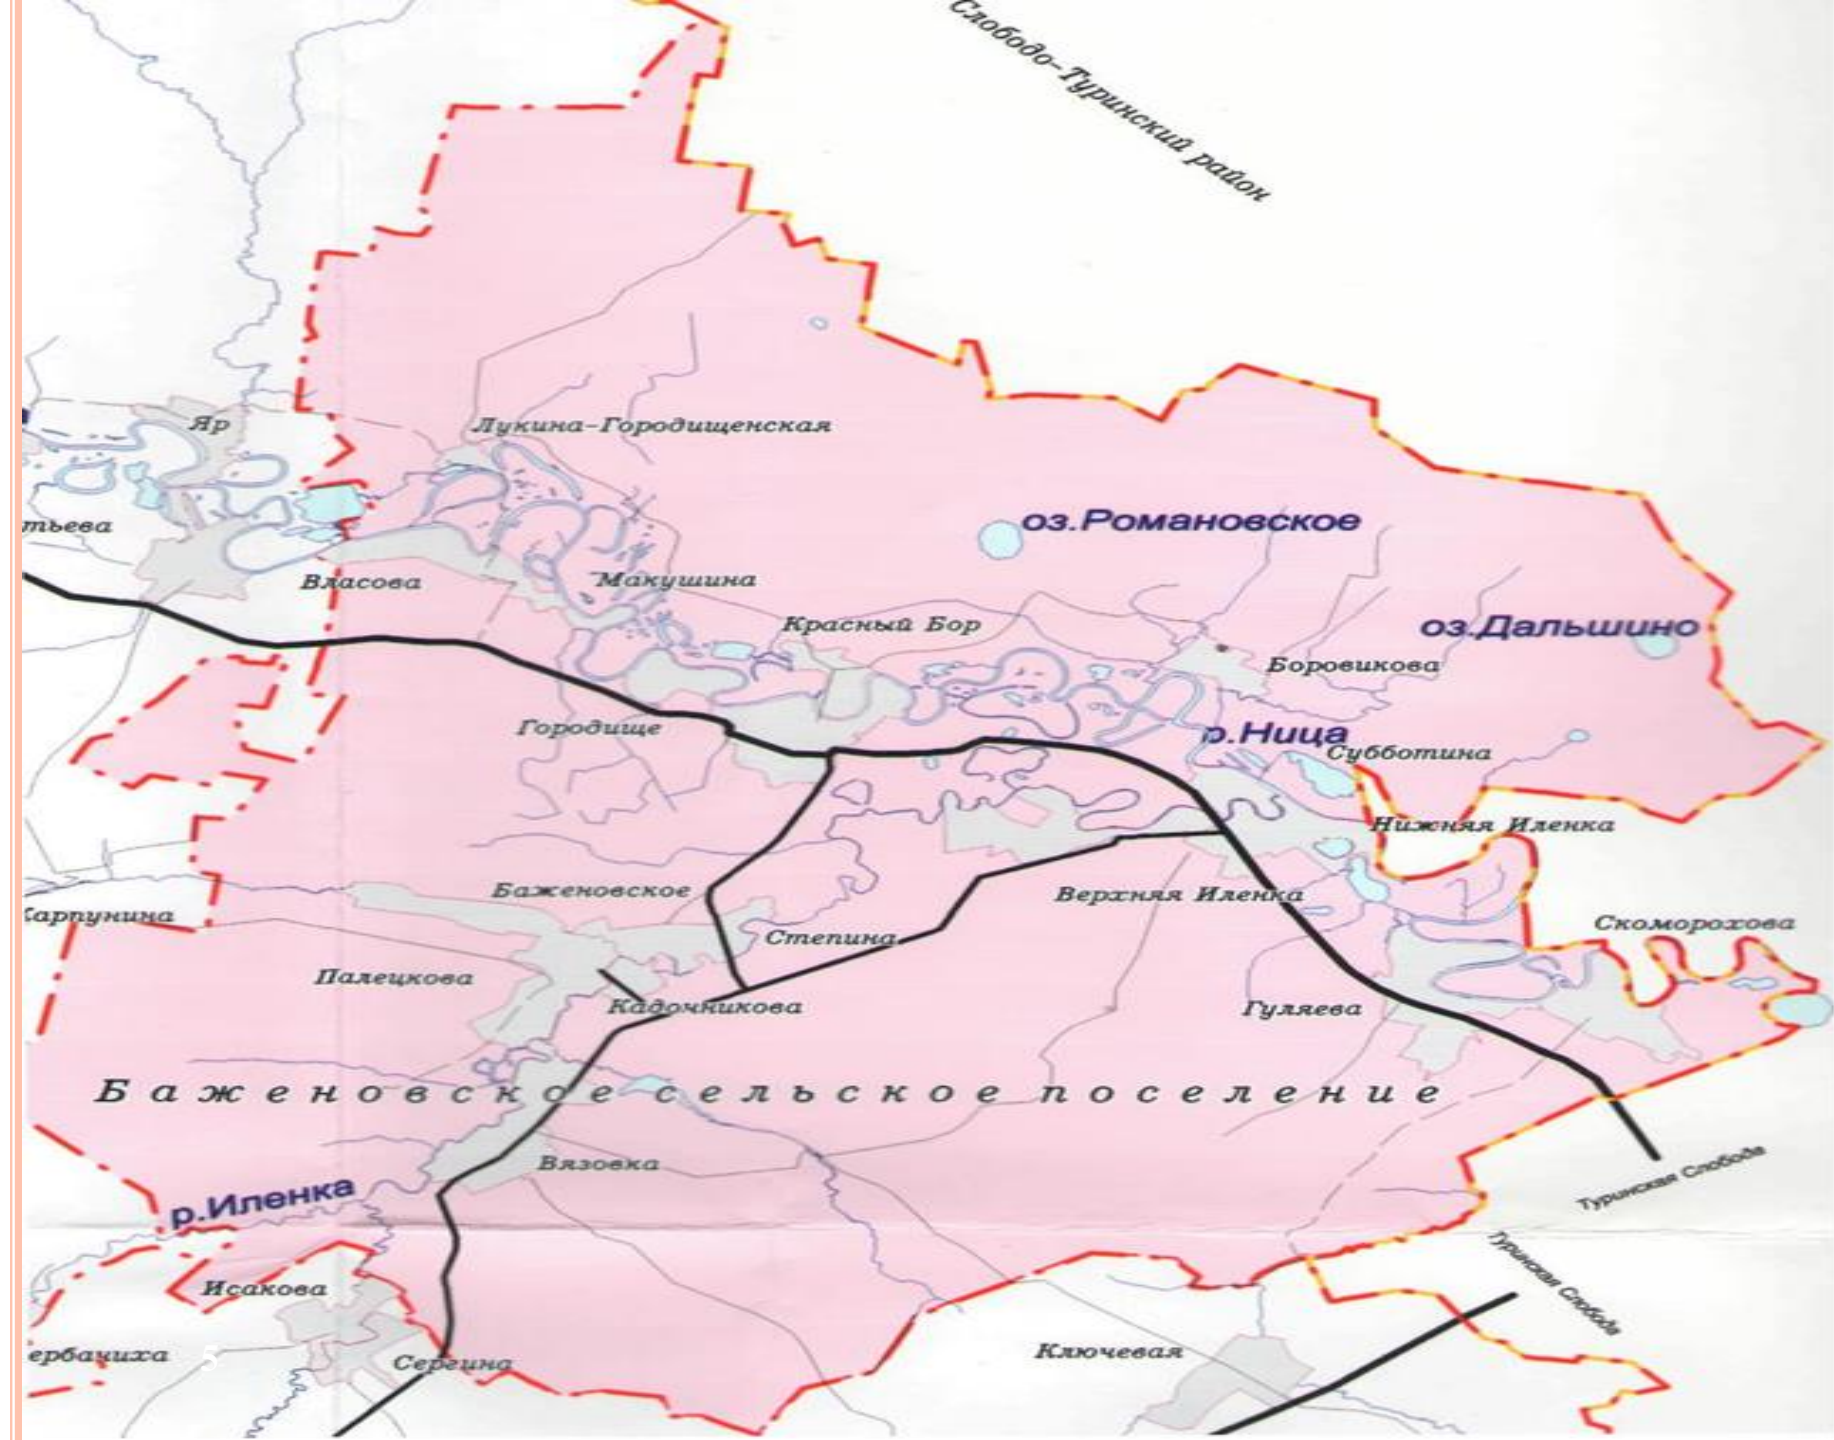 Слободо-Туринский район
Яр
Лукина-Городищенская
оз.Романовское
тьева
Власова
Макушина
Красный Бор
оз.Дальшино
Боровикова
Городище
р.Ница
Субботина
Нижняя Иленка
Баженовское
Верхняя Иленка
Карпунина
Степина
Скоморохова
Палецкова
Кадочникова
Гуляева
Баженовское сельское поселение
Вязовка
Туринская Слобода
р.Иленка
Туринская Слобода
Исакова
ербачиха
5
Сергина
Ключевая